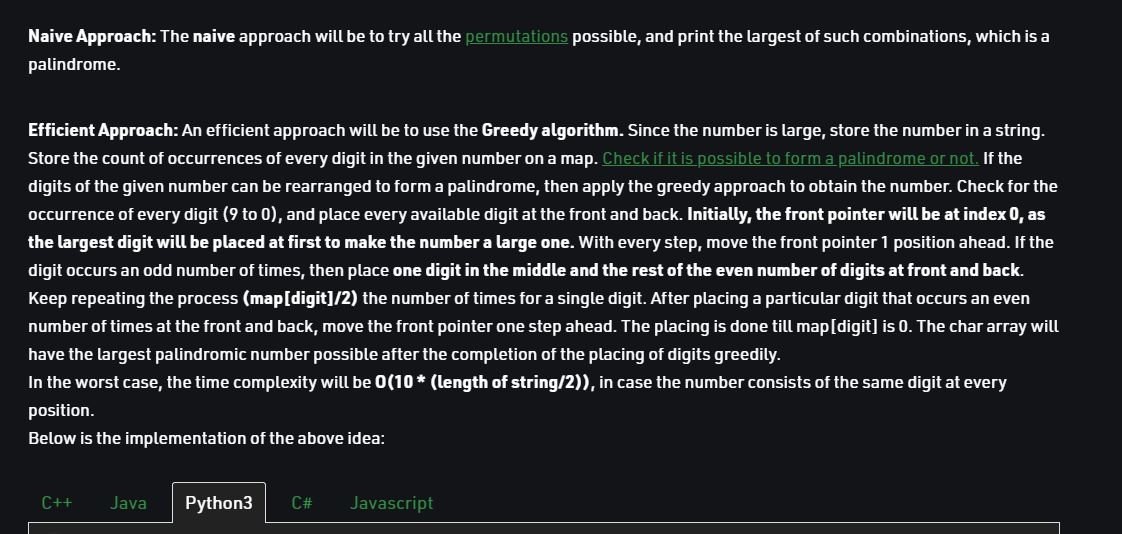 Naive Approach: The naive approach will be to try all the permutations possible, and print the largest of such combinations, which is a
palindrome.
Efficient Approach: An efficient approach will be to use the Greedy algorithm. Since the number is large, store the number in a string.
Store the count of occurrences of every digit in the given number on a map. Check if it is possible to form a palindrome or not. If the
digits of the given number can be rearranged to form a palindrome, then apply the greedy approach to obtain the number. Check for the
occurrence of every digit (9 to 0), and place every available digit at the front and back. Initially, the front pointer will be at index 0, as
the largest digit will be placed at first to make the number a large one. With every step, move the front pointer 1 position ahead. If the
digit occurs an odd number of times, then place one digit in the middle and the rest of the even number of digits at front and back.
Keep repeating the process (map[digit]/2) the number of times for a single digit. After placing a particular digit that occurs an even
number of times at the front and back, move the front pointer one step ahead. The placing is done till map[digit] is 0. The char array will
have the largest palindromic number possible after the completion of the placing of digits greedily.
In the worst case, the time complexity will be O(10 * (length of string/2)), in case the number consists of the same digit at every
position.
Below is the implementation of the above idea:
C++ Java Python3 C# Javascript